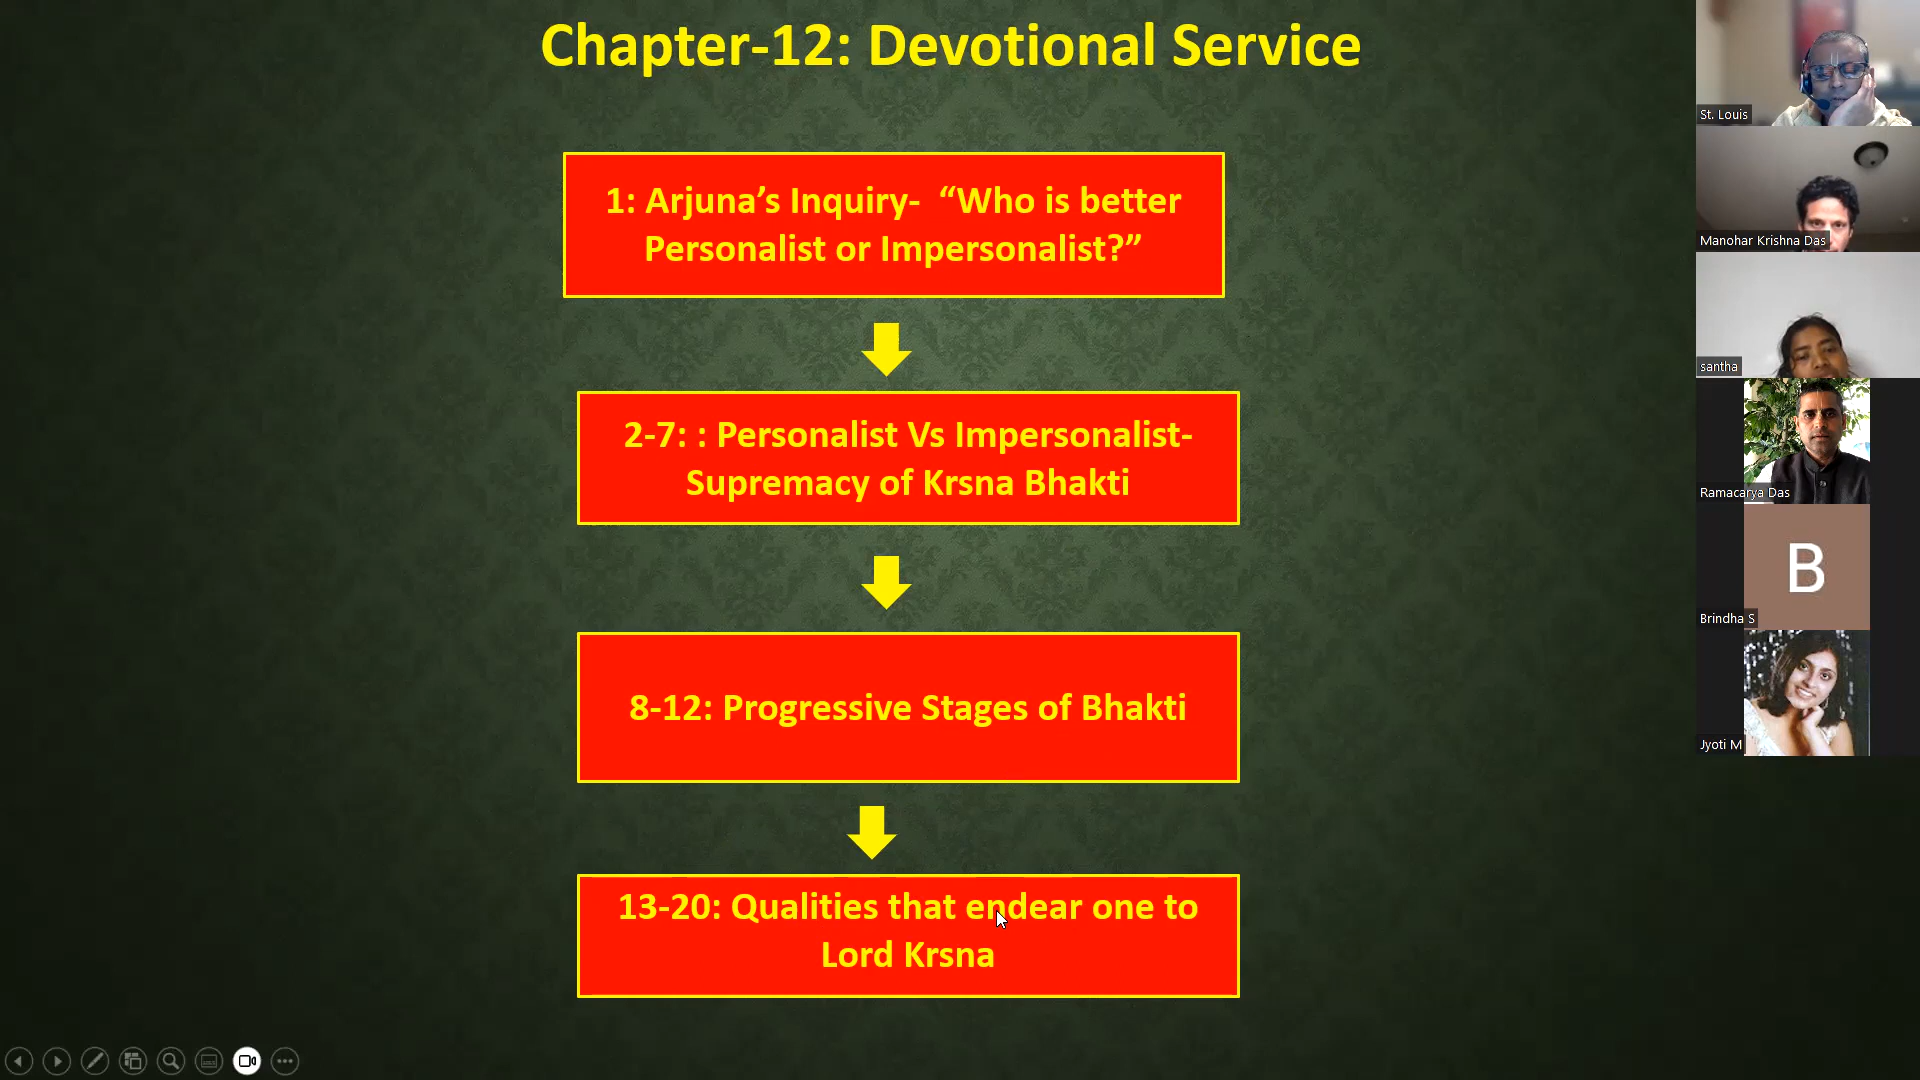 Chapter-12: Devotional Service
1: Arjuna’s Inquiry-  “Who is better
Personalist or Impersonalist?”
2-7: : Personalist Vs Impersonalist-
Supremacy of Krsna Bhakti
8-12: Progressive Stages of Bhakti
13-20: Qualities that endear one to
Lord Krsna
St. Louis
Manohar Krishna Das
santha
Ramacarya Das
B
Brindha S
Jyoti M